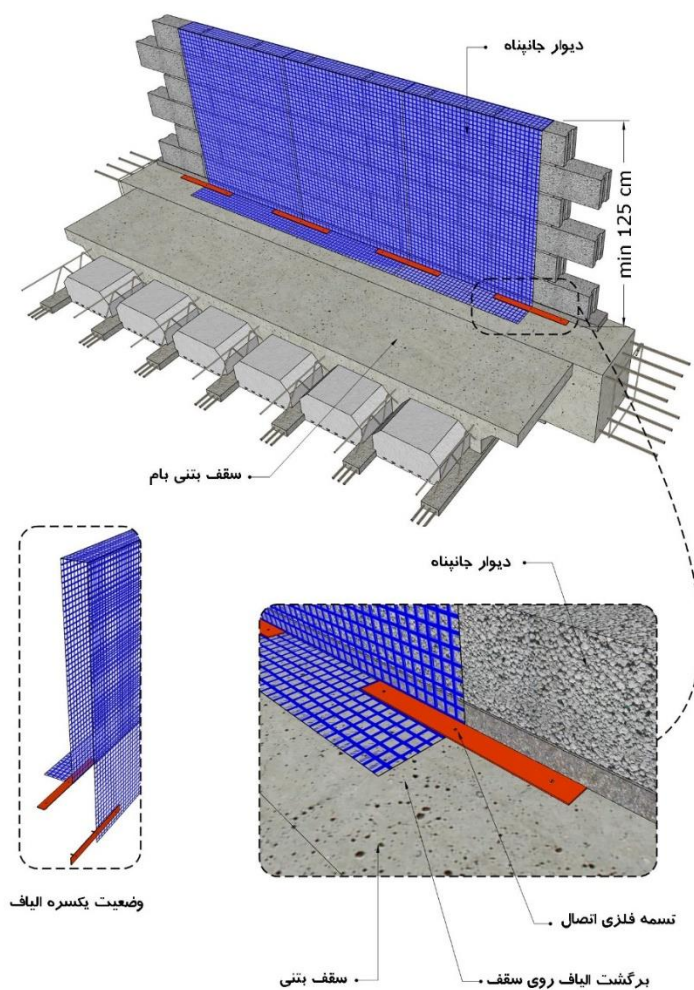 دیوار جانپناه
min 125 cm
سقف بتنی بام
دیوار جانپناه
وضعیت یکسره الیاف
تسمه فلزی اتصال
برگشت الیاف روی سقف
سقف بتنی